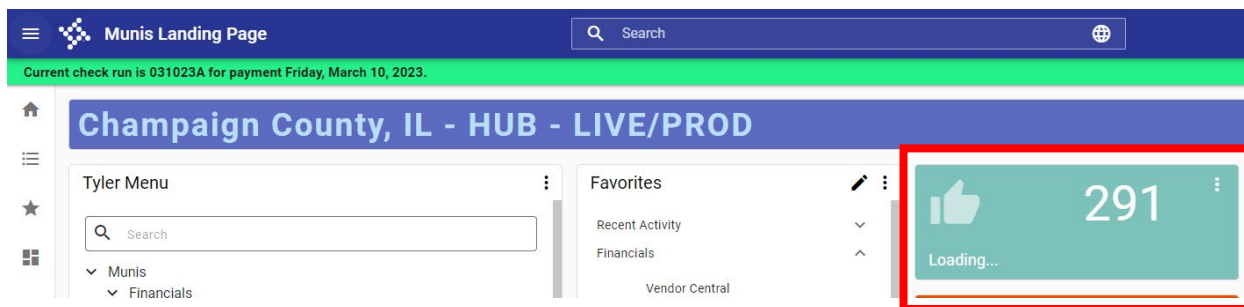 Munis Landing Page
Search
Current check run is 031023A for payment Friday, March 10, 2023.
Champaign County, IL - HUB - LIVE/PROD
Tyler Menu
Search
Munis
Financials
Favorites
Recent Activity
Financials
Vendor Central
291
Loading...